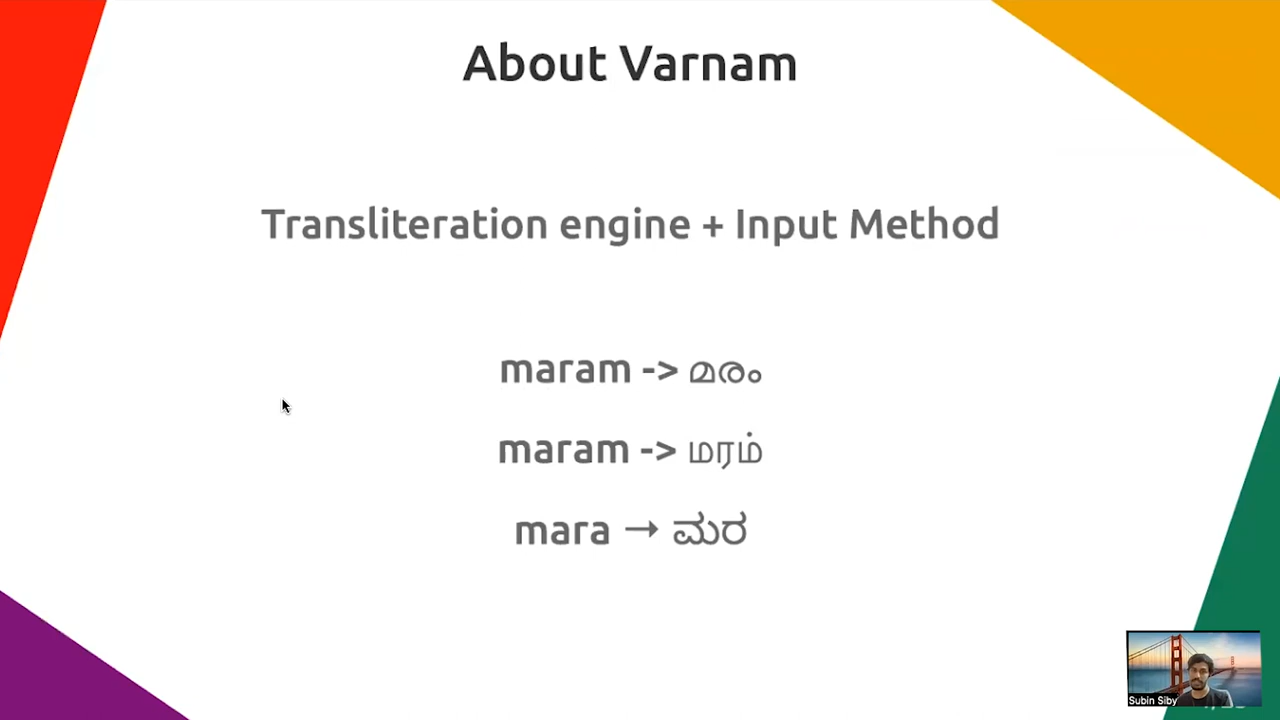 About Varnam
Transliteration engine + Input Method
maram -> മരം
maram -> மரம்
mara → ಮರ
Subin Siby